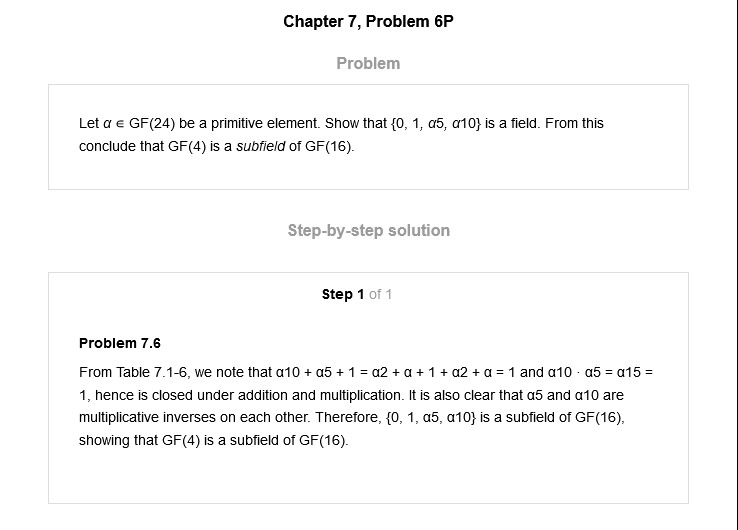 Chapter 7, Problem 6P
Problem
Let α ∈ GF(24) be a primitive element. Show that {0, 1, α5, α10} is a field. From this
conclude that GF(4) is a subfield of GF(16).
Step-by-step solution
Step 1 of 1
Problem 7.6
From Table 7.1-6, we note that α10 + α5 + 1 = α2 + α + 1 + α2 + α = 1 and α10 · α5 = α15 =
1, hence is closed under addition and multiplication. It is also clear that α5 and α10 are
multiplicative inverses on each other. Therefore, {0, 1, α5, α10} is a subfield of GF(16),
showing that GF(4) is a subfield of GF(16).